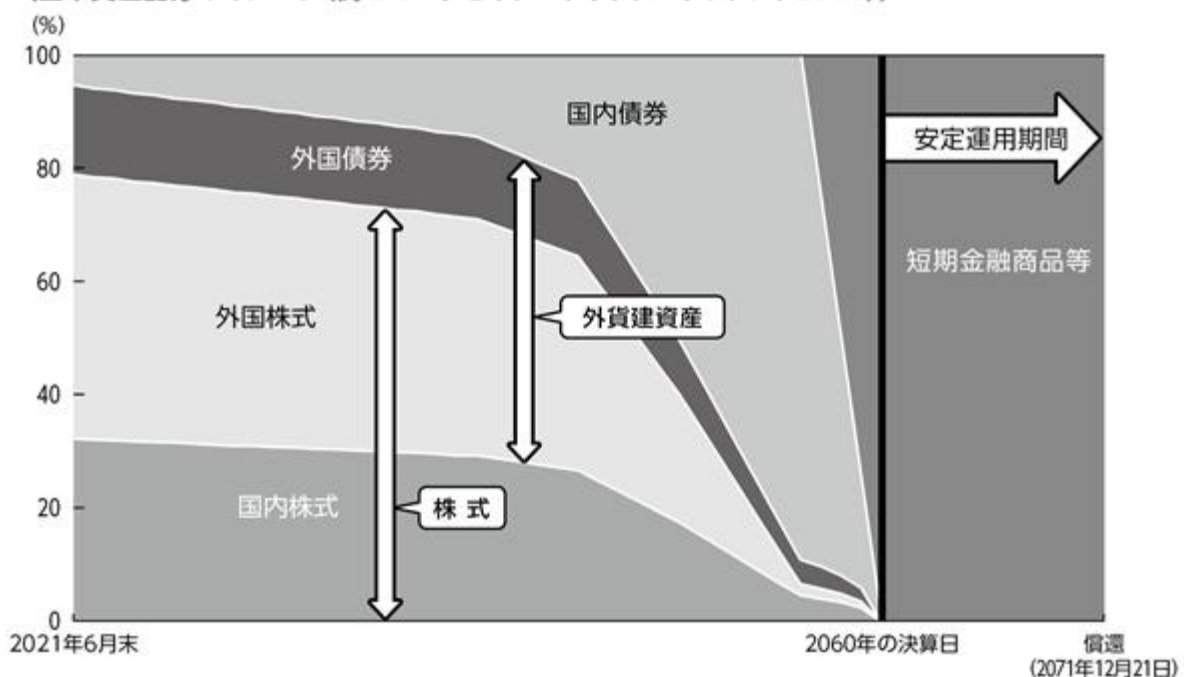 (%)
100
国内債券
安定運用期間
外国債券
80
短期金融商品等
60
外国株式
外貨建資産
40
国内株式
株 式
20
0
2021年6月末
2060年の決算日
償還
(2071年12月21日)